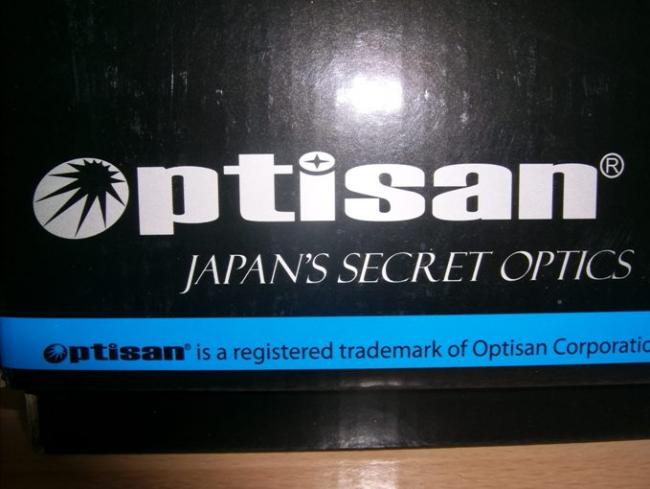 Optisan®
JAPAN'S SECRET OPTICS
Optisan® is a registered trademark of Optisan Corporatio